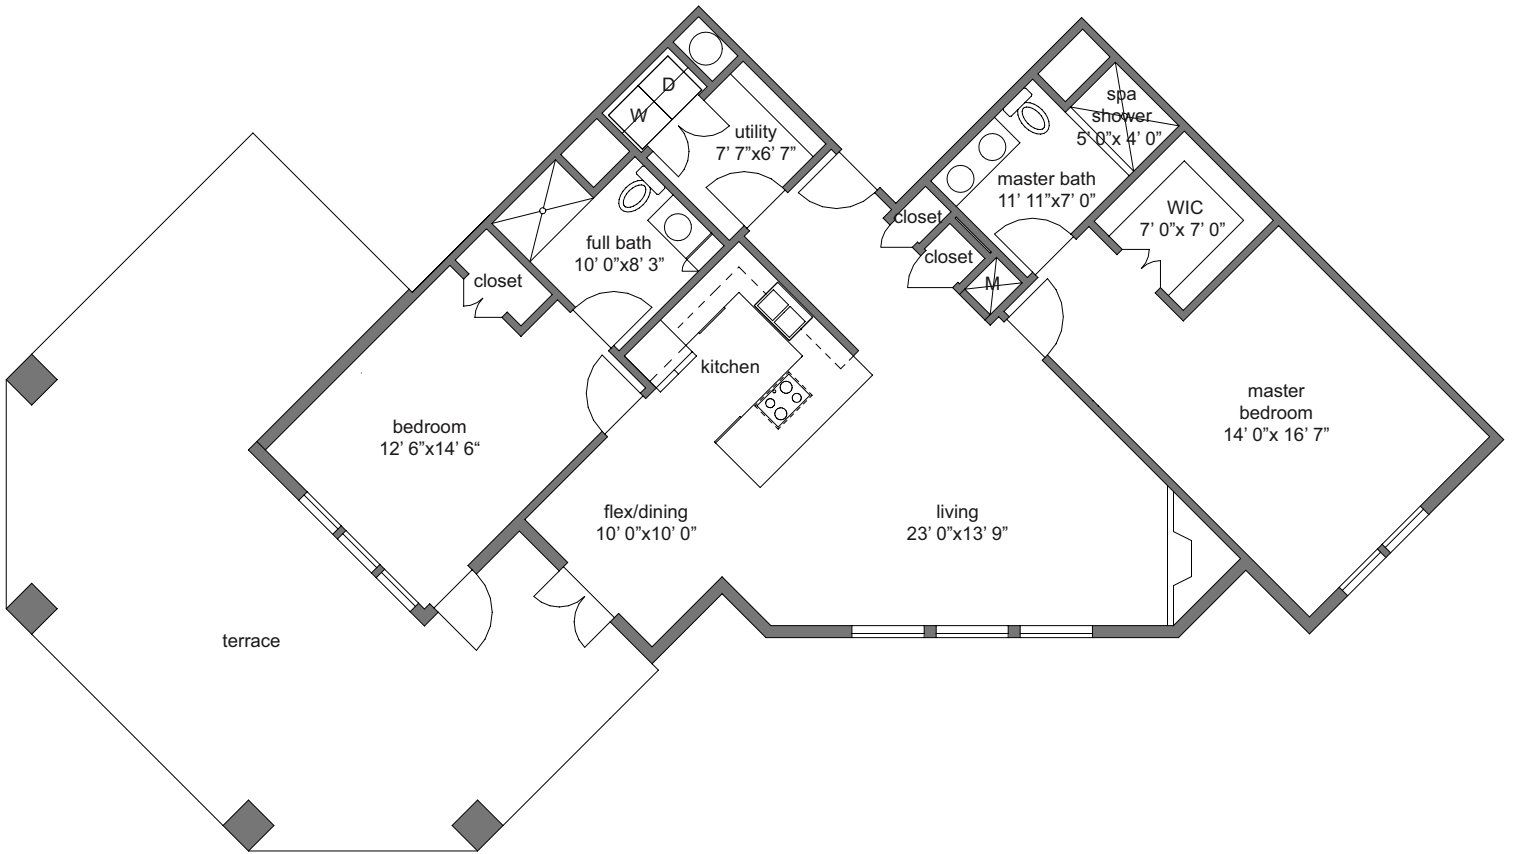 D
W
utility
7’ 7”x6’ 7”
spa
shower
5’ 0”x 4’ 0”
master bath
11’ 11”x7’ 0”
WIC
7’ 0”x 7’ 0”
closet
closet
M
full bath
10’ 0”x8’ 3”
closet
kitchen
bedroom
12’ 6”x14’ 6“
master
bedroom
14’ 0”x 16’ 7”
flex/dining
10’ 0”x10’ 0”
living
23’ 0”x13’ 9”
terrace